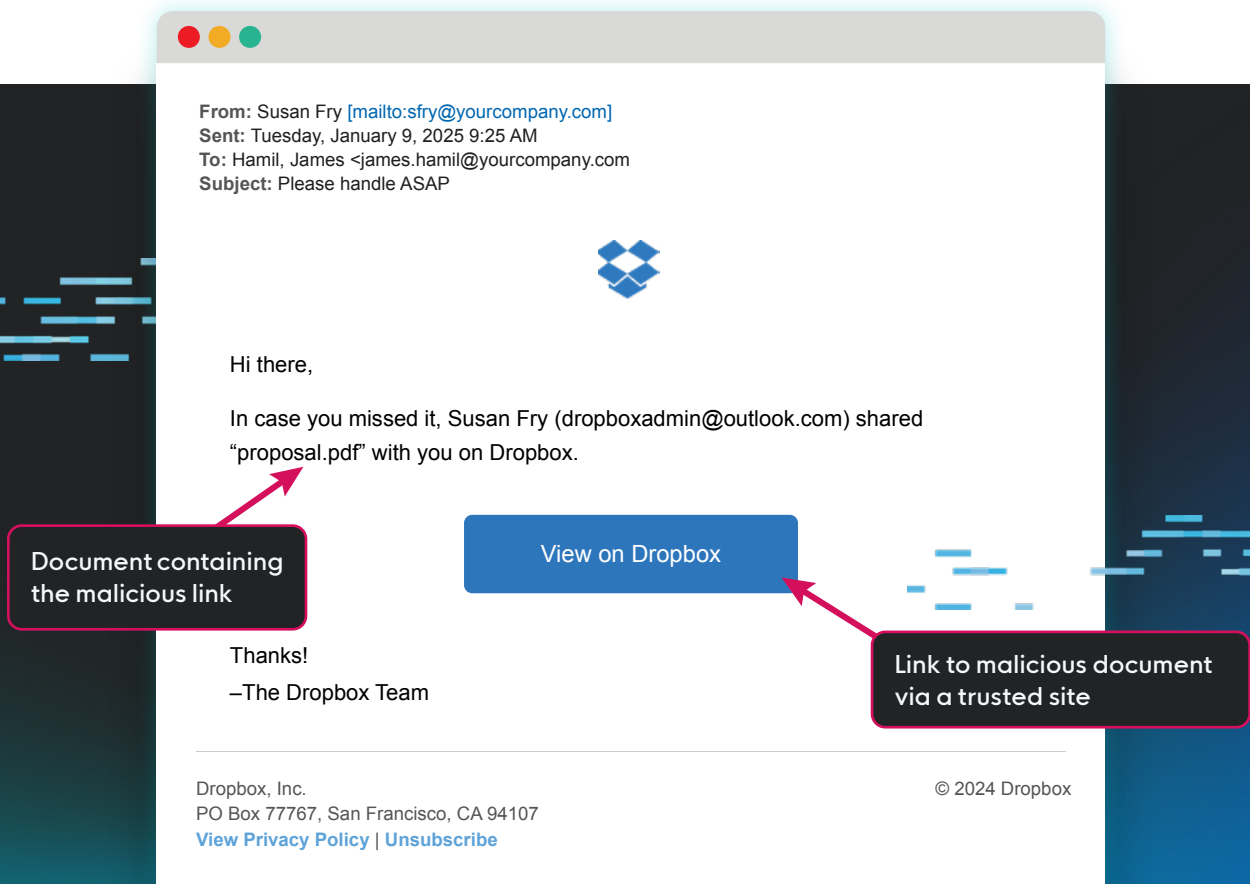 From: Susan Fry [mailto:sfry@yourcompany.com]
Sent: Tuesday, January 9, 2025 9:25 AM
To: Hamil, James <james.hamil@yourcompany.com
Subject: Please handle ASAP
Hi there,
In case you missed it, Susan Fry (dropboxadmin@outlook.com) shared
“proposal.pdf” with you on Dropbox.
Document containing
the malicious link
View on Dropbox
Link to malicious document
via a trusted site
Thanks!
–The Dropbox Team
Dropbox, Inc.
© 2024 Dropbox
PO Box 77767, San Francisco, CA 94107
View Privacy Policy | Unsubscribe